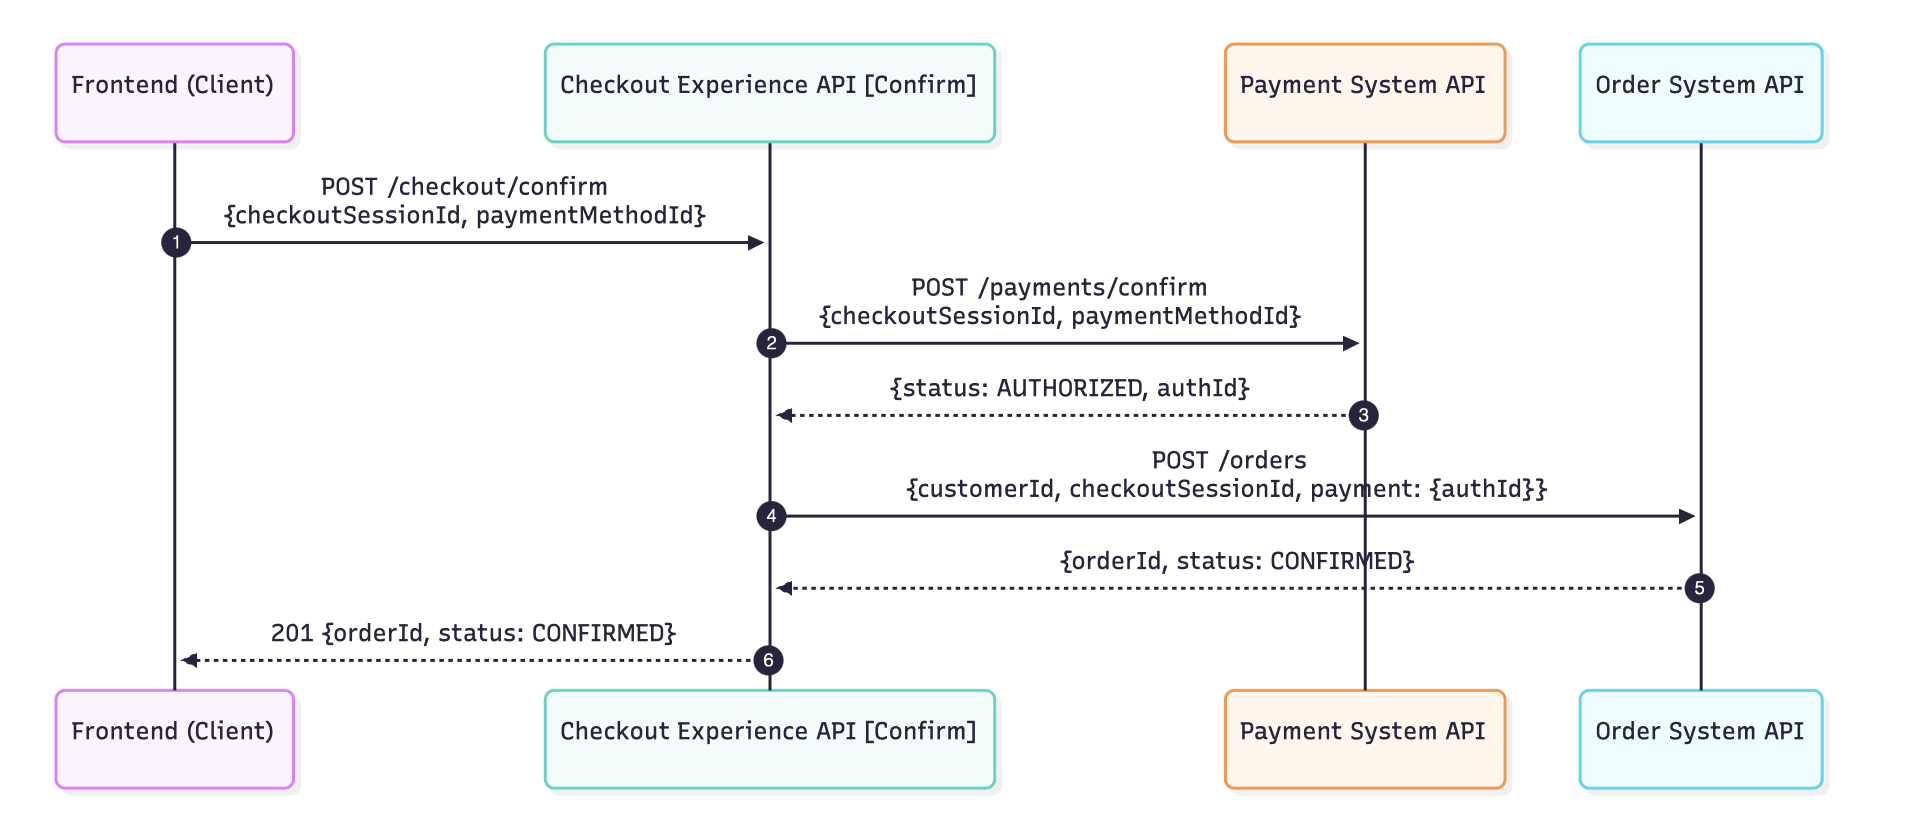 Frontend (Client)
Checkout Experience API [Confirm]
Payment System API
Order System API
POST /checkout/confirm
{checkoutSessionId, paymentMethodId}
1
POST /payments/confirm
{checkoutSessionId, paymentMethodId}
2
{status: AUTHORIZED, authId}
3
POST /orders
{customerId, checkoutSessionId, payment: {authId}}
4
{orderId, status: CONFIRMED}
5
201 {orderId, status: CONFIRMED}
6
Frontend (Client)
Checkout Experience API [Confirm]
Payment System API
Order System API